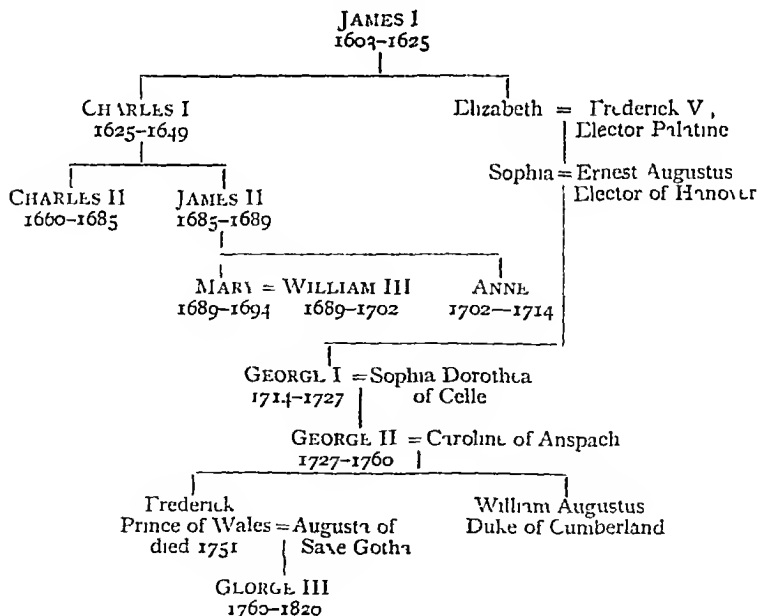 JAMES I
1603–1625
CHARLES I
1625–1649
Elizabeth = Frederick V,
Elector Palatine
Sophia = Ernest Augustus
Elector of Hanover
CHARLES II
1660–1685
JAMES II
1685–1689
MARY = WILLIAM III
1689–1694 1689–1702
ANNE
1702—1714
GEORGE I = Sophia Dorothea
1714–1727 of Celle
GEORGE II = Caroline of Anspach
1727–1760
Frederick
Prince of Wales = Augusta of
died 1751 Saxe Gotha
William Augustus
Duke of Cumberland
GEORGE III
1760–1820